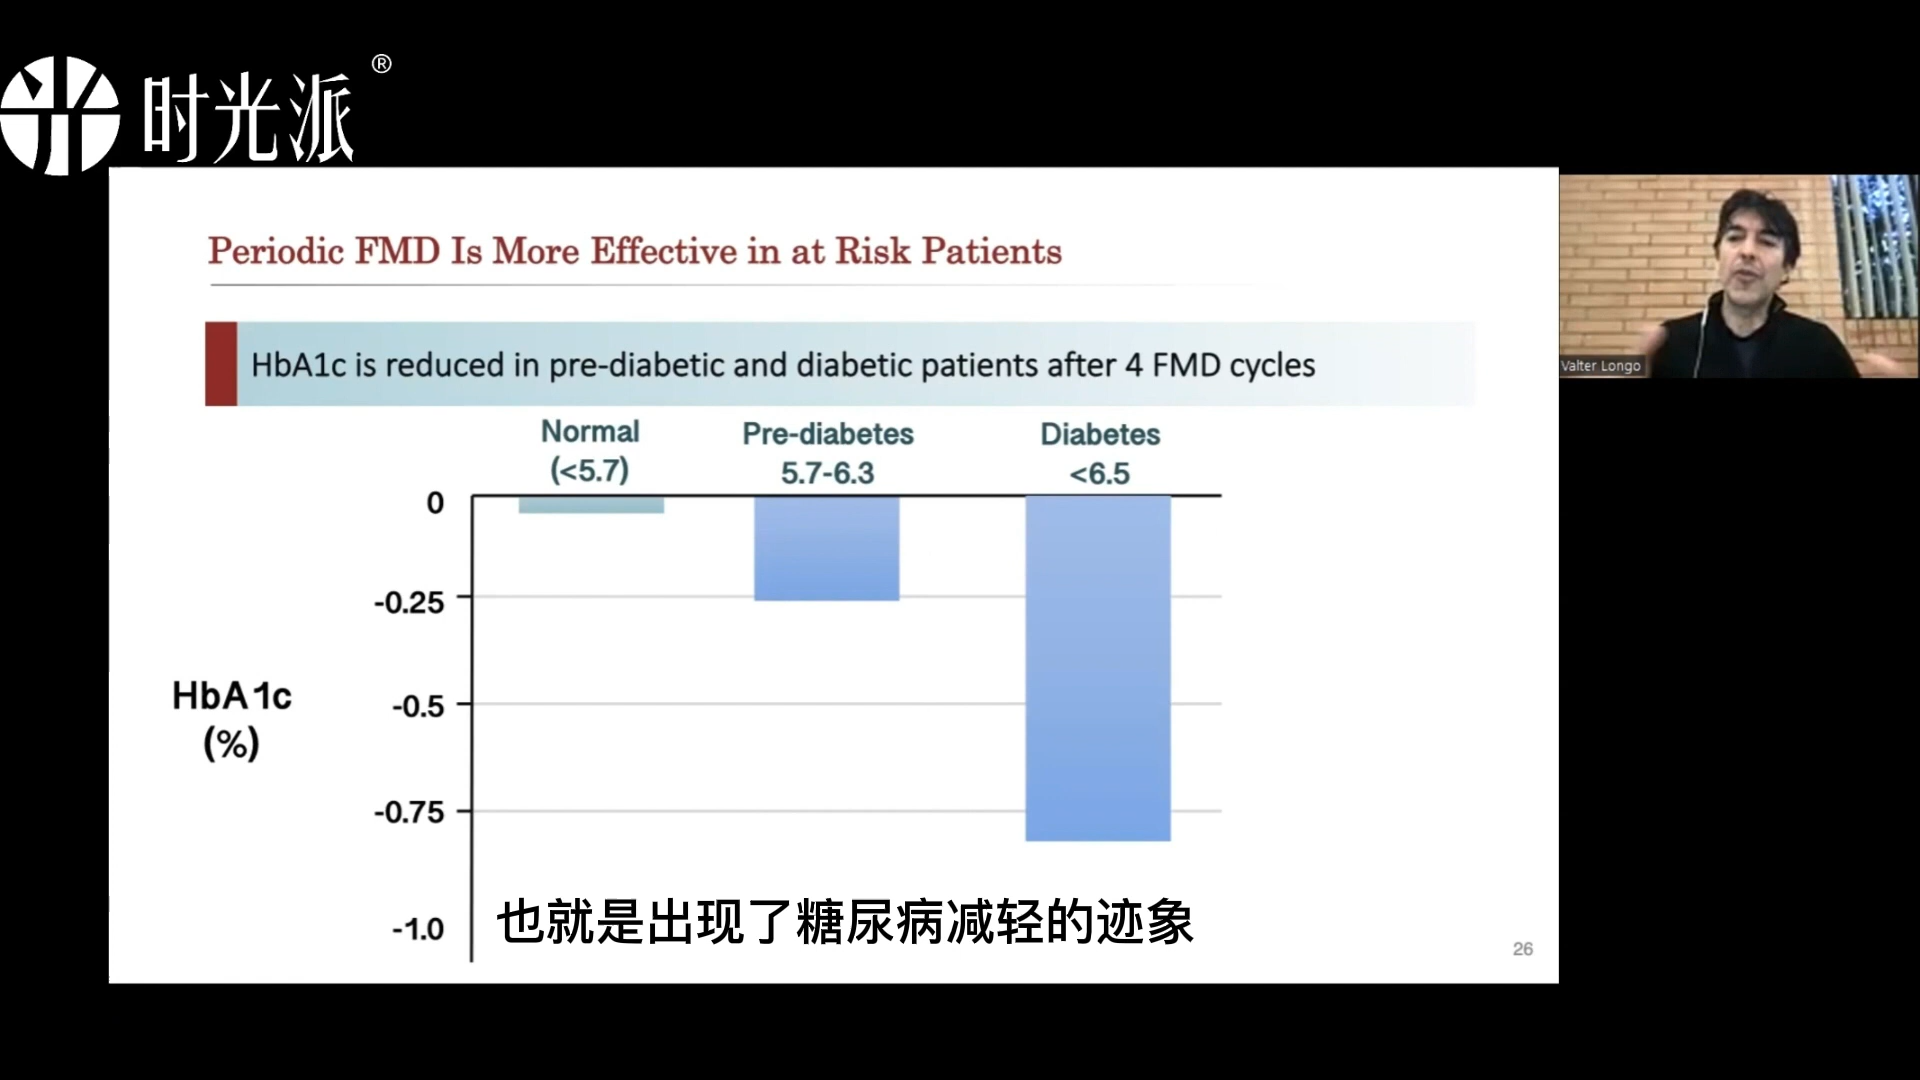 时光派®
Periodic FMD Is More Effective in at Risk Patients
HbA1c is reduced in pre-diabetic and diabetic patients after 4 FMD cycles
Normal
(<5.7)
Pre-diabetes
5.7-6.3
Diabetes
<6.5
0
-0.25
-0.5
-0.75
-1.0
HbA1c
(%)
也就是出现了糖尿病减轻的迹象
26
Valter Longo